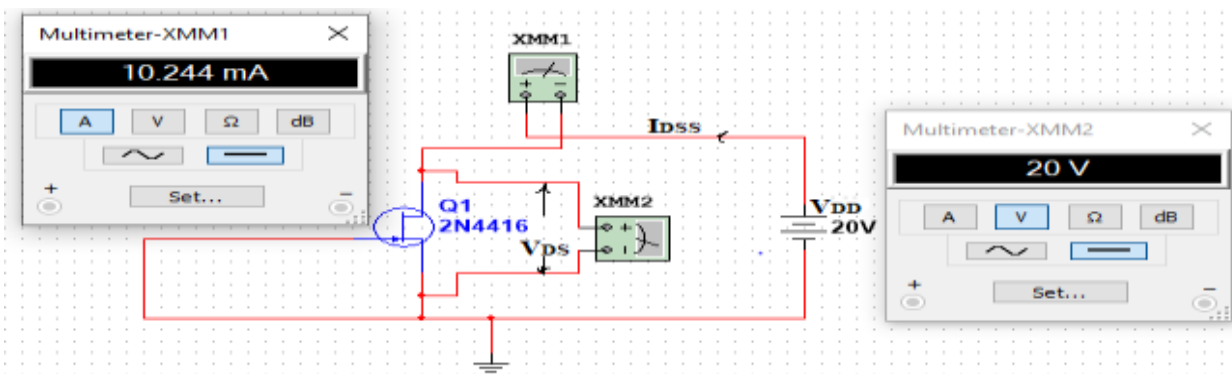 Multimeter-XMM1
10.244 mA
A V Ω dB
+ Set... −
XMM1
+ −
IDSS
Q1
2N4416
XMM2
+
VDS
VDD
20V
Multimeter-XMM2
20 V
A V Ω dB
+ Set... −